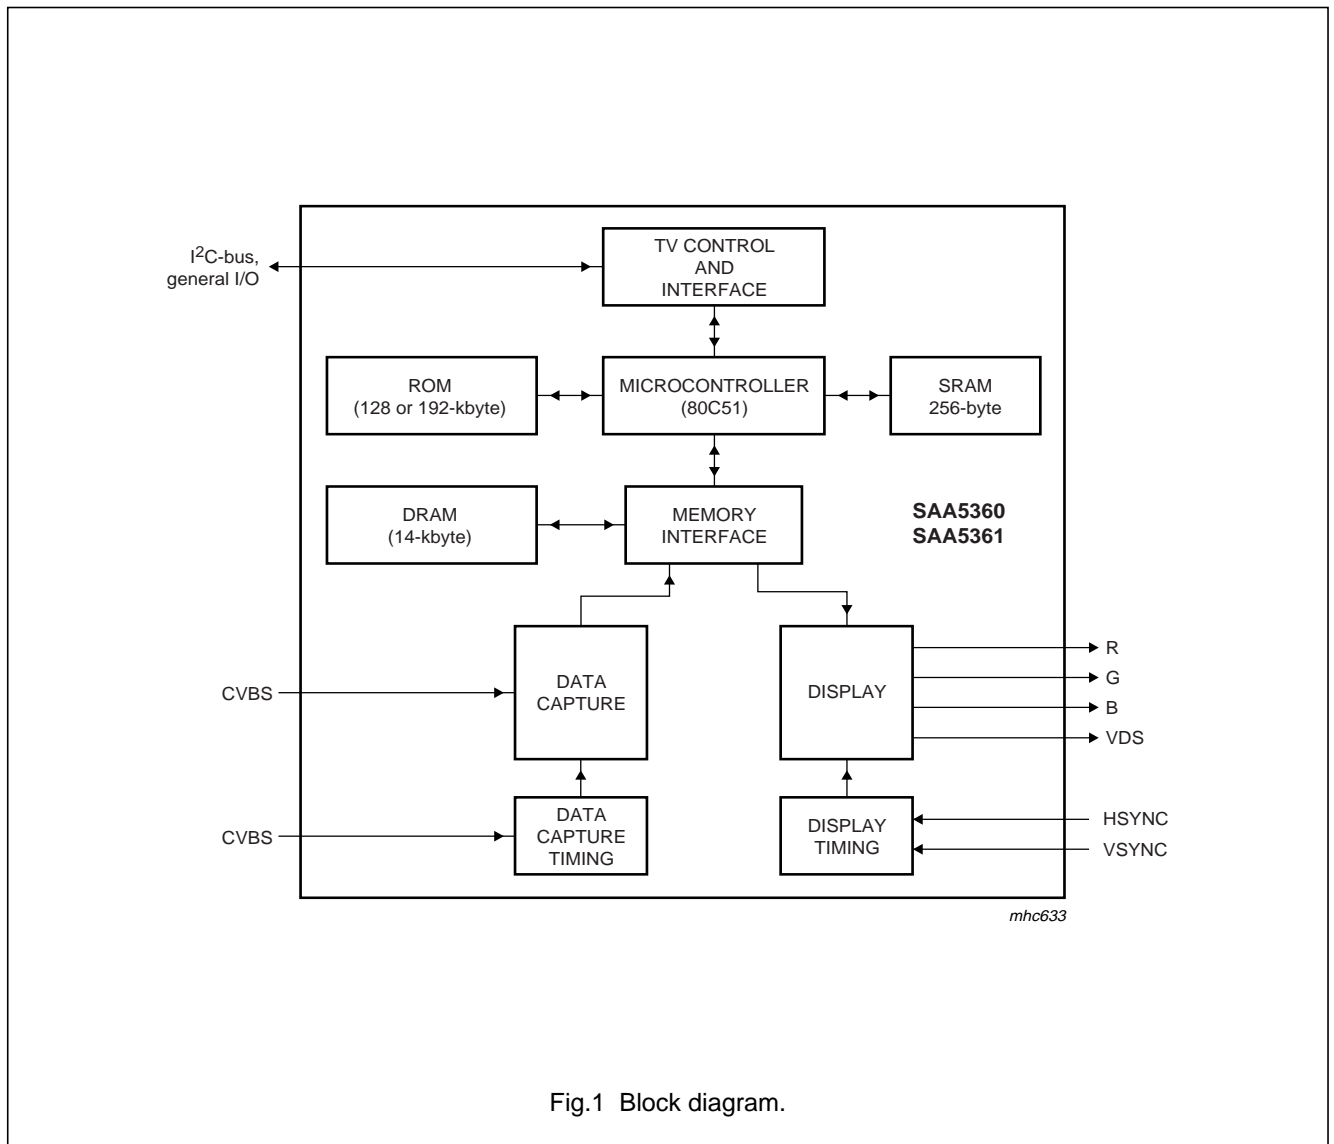 I²C-bus,
general I/O
TV CONTROL
AND
INTERFACE
ROM
(128 or 192-kbyte)
MICROCONTROLLER
(80C51)
SRAM
256-byte
DRAM
(14-kbyte)
MEMORY
INTERFACE
SAA5360
SAA5361
CVBS
DATA
CAPTURE
DISPLAY
R
G
B
VDS
CVBS
DATA
CAPTURE
TIMING
DISPLAY
TIMING
HSYNC
VSYNC
mhc633
Fig.1 Block diagram.